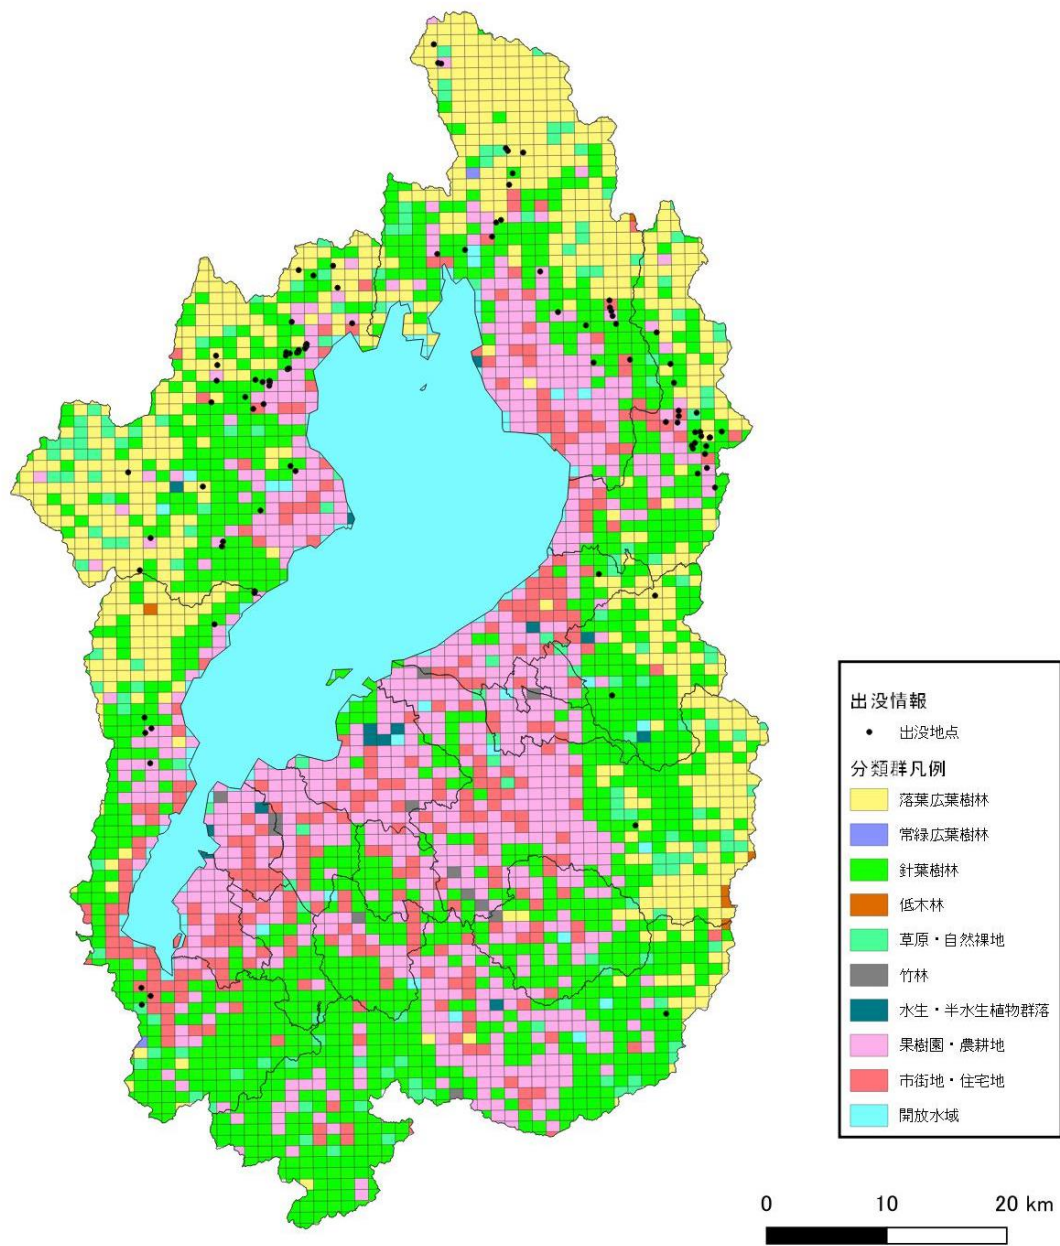 出没情報
出没地点
分類群凡例
落葉広葉樹林
常緑広葉樹林
針葉樹林
低木林
草原・自然裸地
竹林
水生・半水生植物群落
果樹園・農耕地
市街地・住宅地
開放水域
0 10 20 km